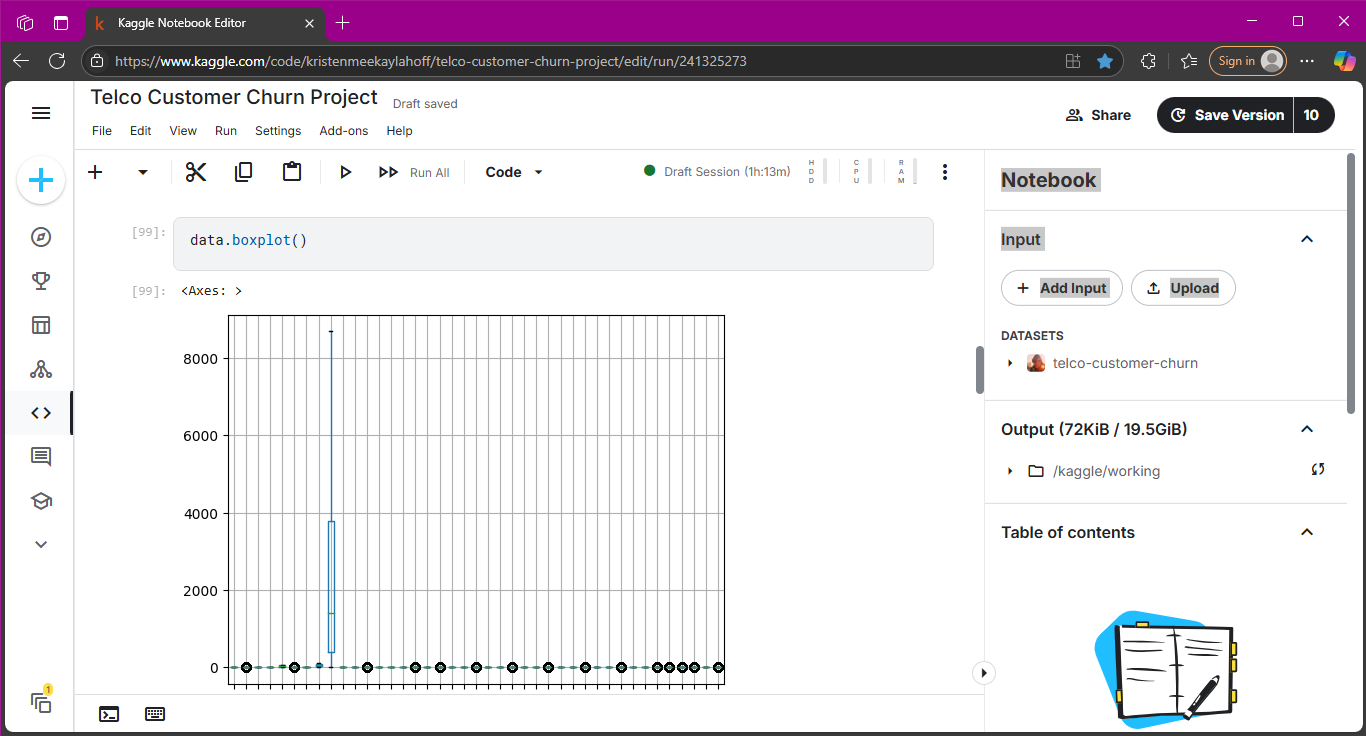 Kaggle Notebook Editor
https://www.kaggle.com/code/kristenmeekaylahoff/telco-customer-churn-project/edit/run/241325273
Sign in
Telco Customer Churn Project
Draft saved
File Edit View Run Settings Add-ons Help
Share
Save Version
10
Run All
Code
Draft Session (1h:13m)
HDD
CPU
RAM
[99]:
data.boxplot()
[99]:
<Axes: >
8000
6000
4000
2000
0
Notebook
Input
Add Input
Upload
DATASETS
telco-customer-churn
Output (72KiB / 19.5GiB)
/kaggle/working
Table of contents
1